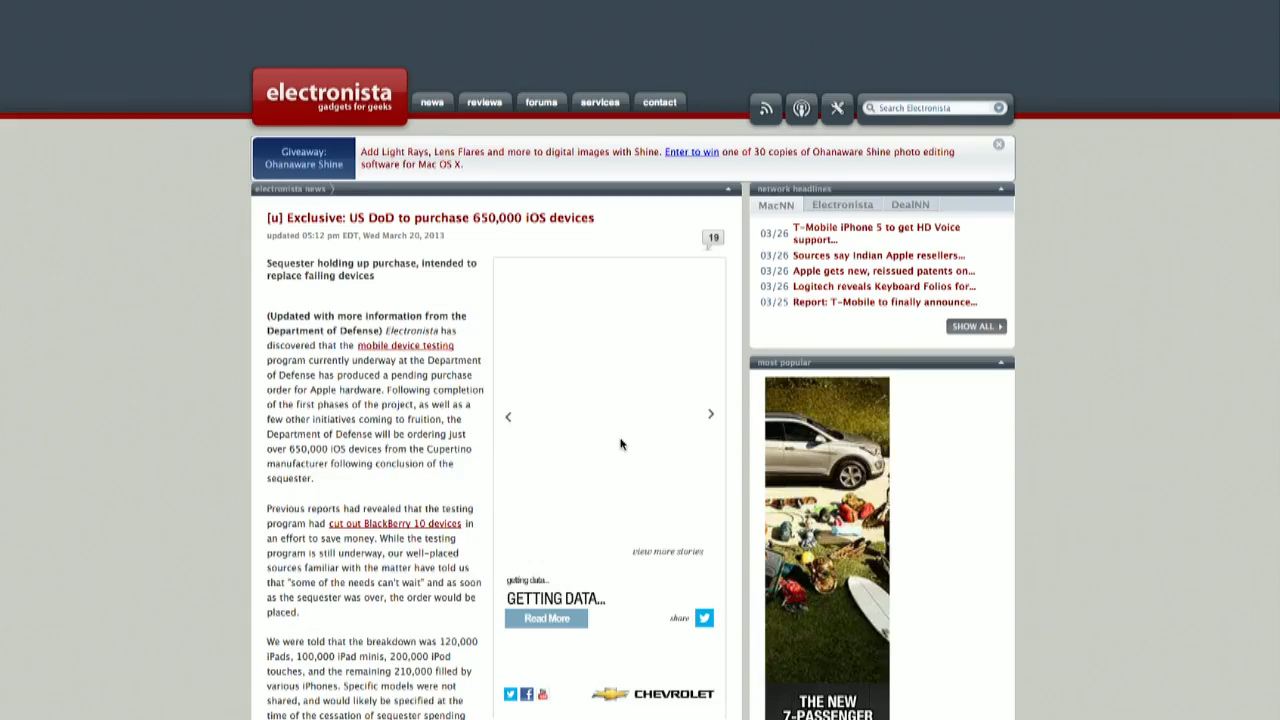 electronista
gadgets for geeks
news
reviews
forums
services
contact
Search Electronista
Giveaway:
Ohanaware Shine
Add Light Rays, Lens Flares and more to digital images with Shine. Enter to win one of 30 copies of Ohanaware Shine photo editing
software for Mac OS X.
electronista news
[u] Exclusive: US DoD to purchase 650,000 iOS devices
updated 05:12 pm EDT, Wed March 20, 2013
19
Sequester holding up purchase, intended to
replace failing devices
(Updated with more information from the
Department of Defense) Electronista has
discovered that the mobile device testing
program currently underway at the Department
of Defense has produced a pending purchase
order for Apple hardware. Following completion
of the first phases of the project, as well as a
few other initiatives coming to fruition, the
Department of Defense will be ordering just
over 650,000 iOS devices from the Cupertino
manufacturer following conclusion of the
sequester.
Previous reports had revealed that the testing
program had cut out BlackBerry 10 devices in
an effort to save money. While the testing
program is still underway, our well-placed
sources familiar with the matter have told us
that "some of the needs can't wait" and as soon
as the sequester was over, the order would be
placed.
We were told that the breakdown was 120,000
iPads, 100,000 iPad minis, 200,000 iPod
touches, and the remaining 210,000 filled by
various iPhones. Specific models were not
shared, and would likely be specified at the
time of the cessation of sequester spending
view more stories
getting data...
GETTING DATA...
Read More
share
CHEVROLET
network headlines
MacNN
Electronista
DealNN
03/26 T-Mobile iPhone 5 to get HD Voice
support...
03/26 Sources say Indian Apple resellers...
03/26 Apple gets new, reissued patents on...
03/26 Logitech reveals Keyboard Folios for...
03/25 Report: T-Mobile to finally announce...
SHOW ALL
most popular
THE NEW
7-PASSENGER